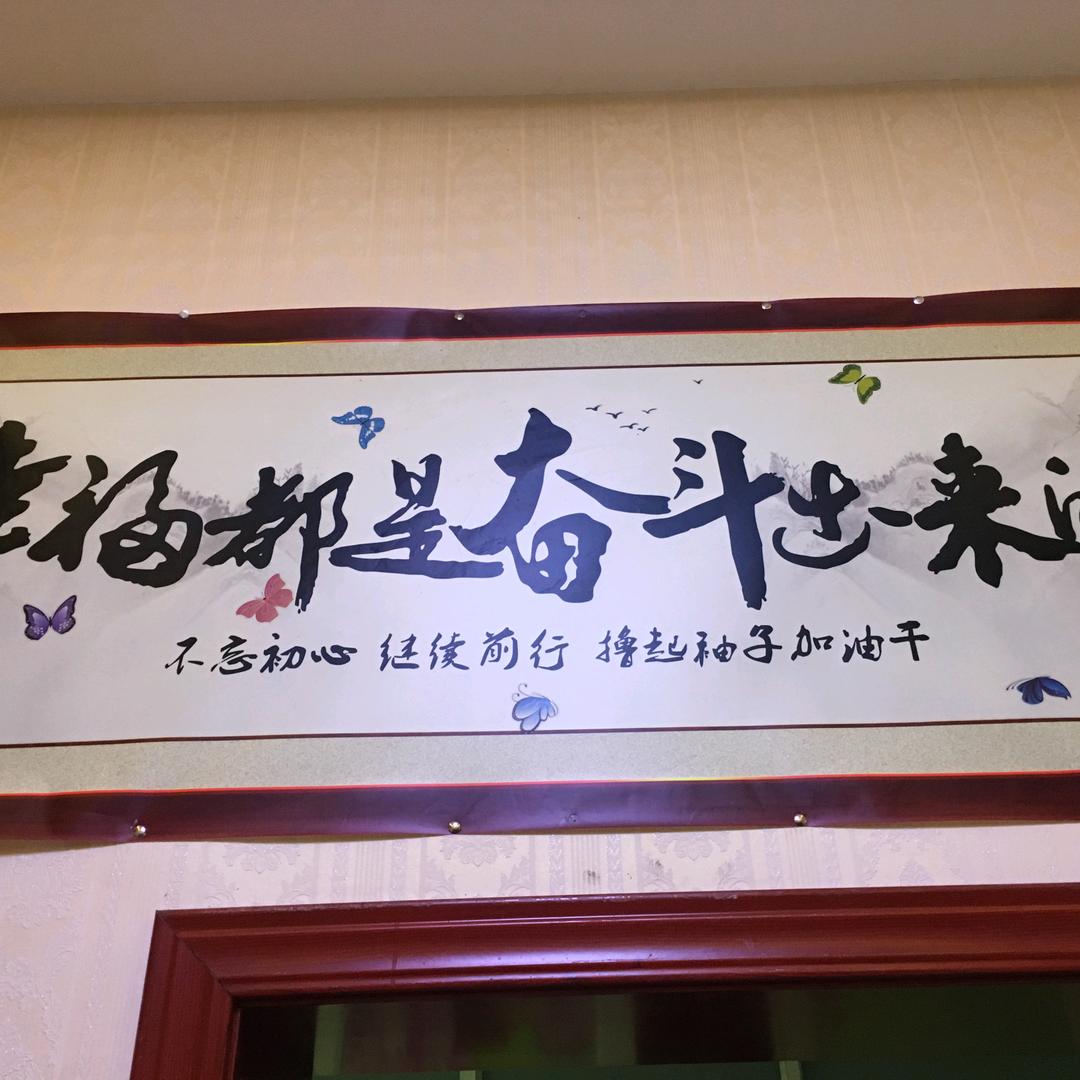 幸福都是奋斗出来
不忘初心 继续前行 撸起袖子加油干